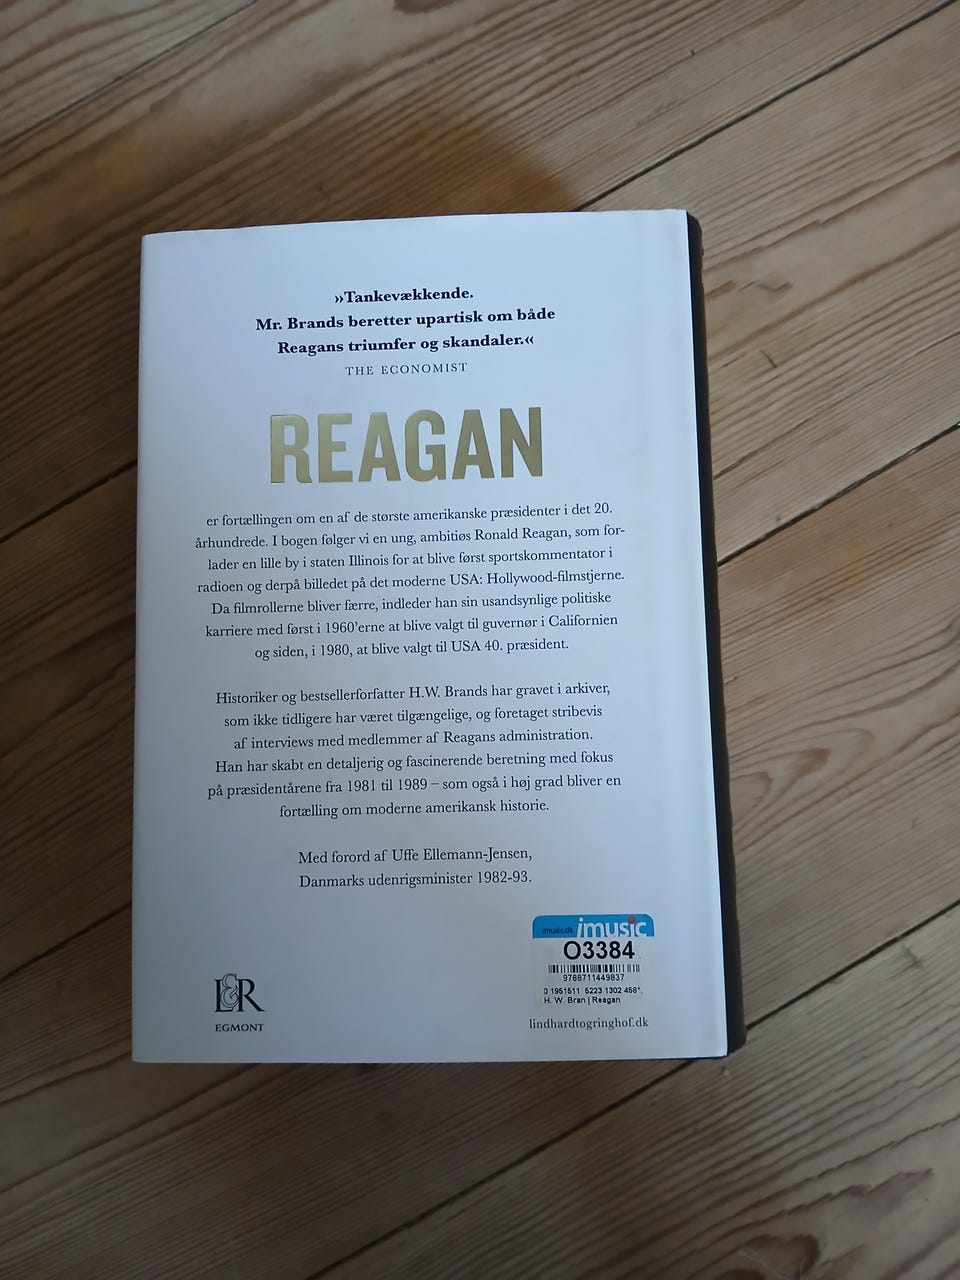 »Tankevækkende.
Mr. Brands beretter upartisk om både
Reagans triumfer og skandaler.«
THE ECONOMIST
REAGAN
er fortællingen om en af de største amerikanske præsidenter i det 20.
århundrede. I bogen følger vi en ung, ambitiøs Ronald Reagan, som for-
lader en lille by i staten Illinois for at blive først sportskommentator i
radioen og derpå billedet på det moderne USA: Hollywood-filmstjerne.
Da filmrollerne bliver færre, indleder han sin usandsynlige politiske
karriere med først i 1960'erne at blive valgt til guvernør i Californien
og siden, i 1980, at blive valgt til USA 40. præsident.
Historiker og bestsellerforfatter H.W. Brands har gravet i arkiver,
som ikke tidligere har været tilgængelige, og foretaget stribevis
af interviews med medlemmer af Reagans administration.
Han har skabt en detaljerig og fascinerende beretning med fokus
på præsidentårene fra 1981 til 1989 – som også i høj grad bliver en
fortælling om moderne amerikansk historie.
Med forord af Uffe Ellemann-Jensen,
Danmarks udenrigsminister 1982-93.
imusic.dk imusic
O3384
9788711449837
0 1951511 5223 1302 458*.
H. W. Bran | Reagan
L&R
EGMONT
lindhardtogringhof.dk